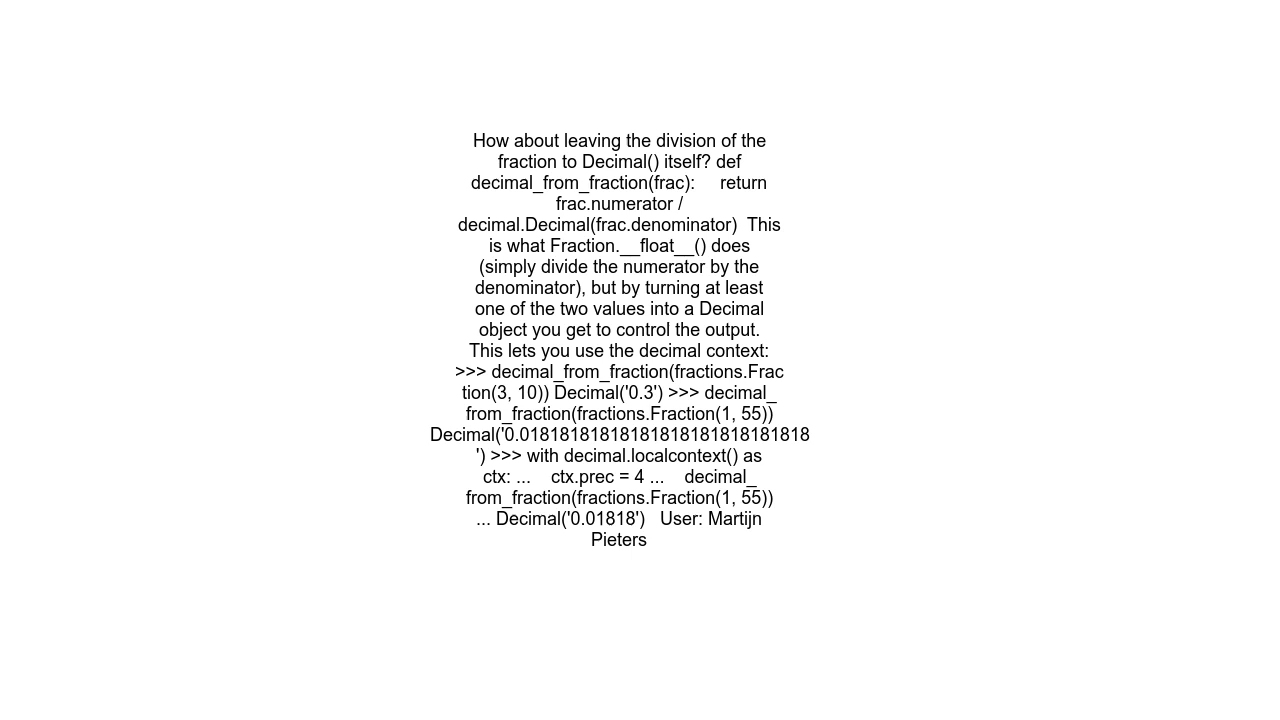 How about leaving the division of the
fraction to Decimal() itself? def
decimal_from_fraction(frac):     return
frac.numerator /
decimal.Decimal(frac.denominator)  This
is what Fraction.__float__() does
(simply divide the numerator by the
denominator), but by turning at least
one of the two values into a Decimal
object you get to control the output.
This lets you use the decimal context:
>>> decimal_from_fraction(fractions.Frac
tion(3, 10)) Decimal('0.3') >>> decimal_
from_fraction(fractions.Fraction(1, 55))
Decimal('0.01818181818181818181818181818
') >>> with decimal.localcontext() as
ctx: ...    ctx.prec = 4 ...    decimal_
from_fraction(fractions.Fraction(1, 55))
... Decimal('0.01818')   User: Martijn
Pieters